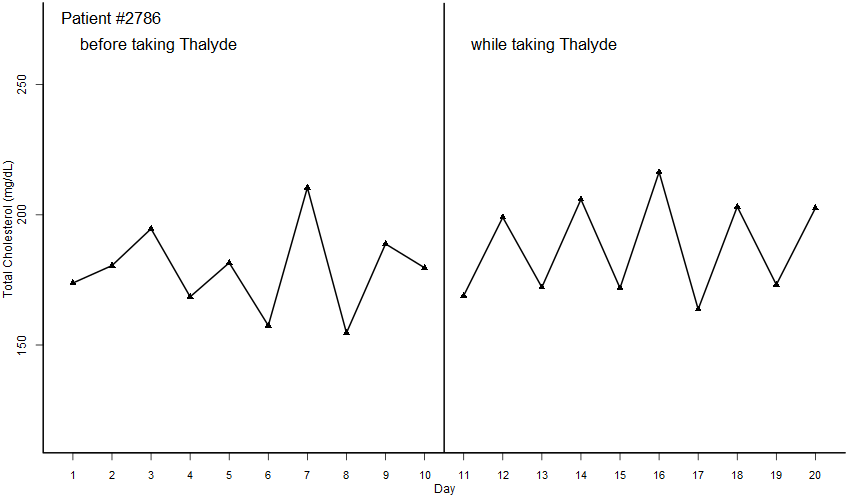 Patient #2786
before taking Thalyde
while taking Thalyde
Total Cholesterol (mg/dL)
250
200
150
1 2 3 4 5 6 7 8 9 10 11 12 13 14 15 16 17 18 19 20
Day